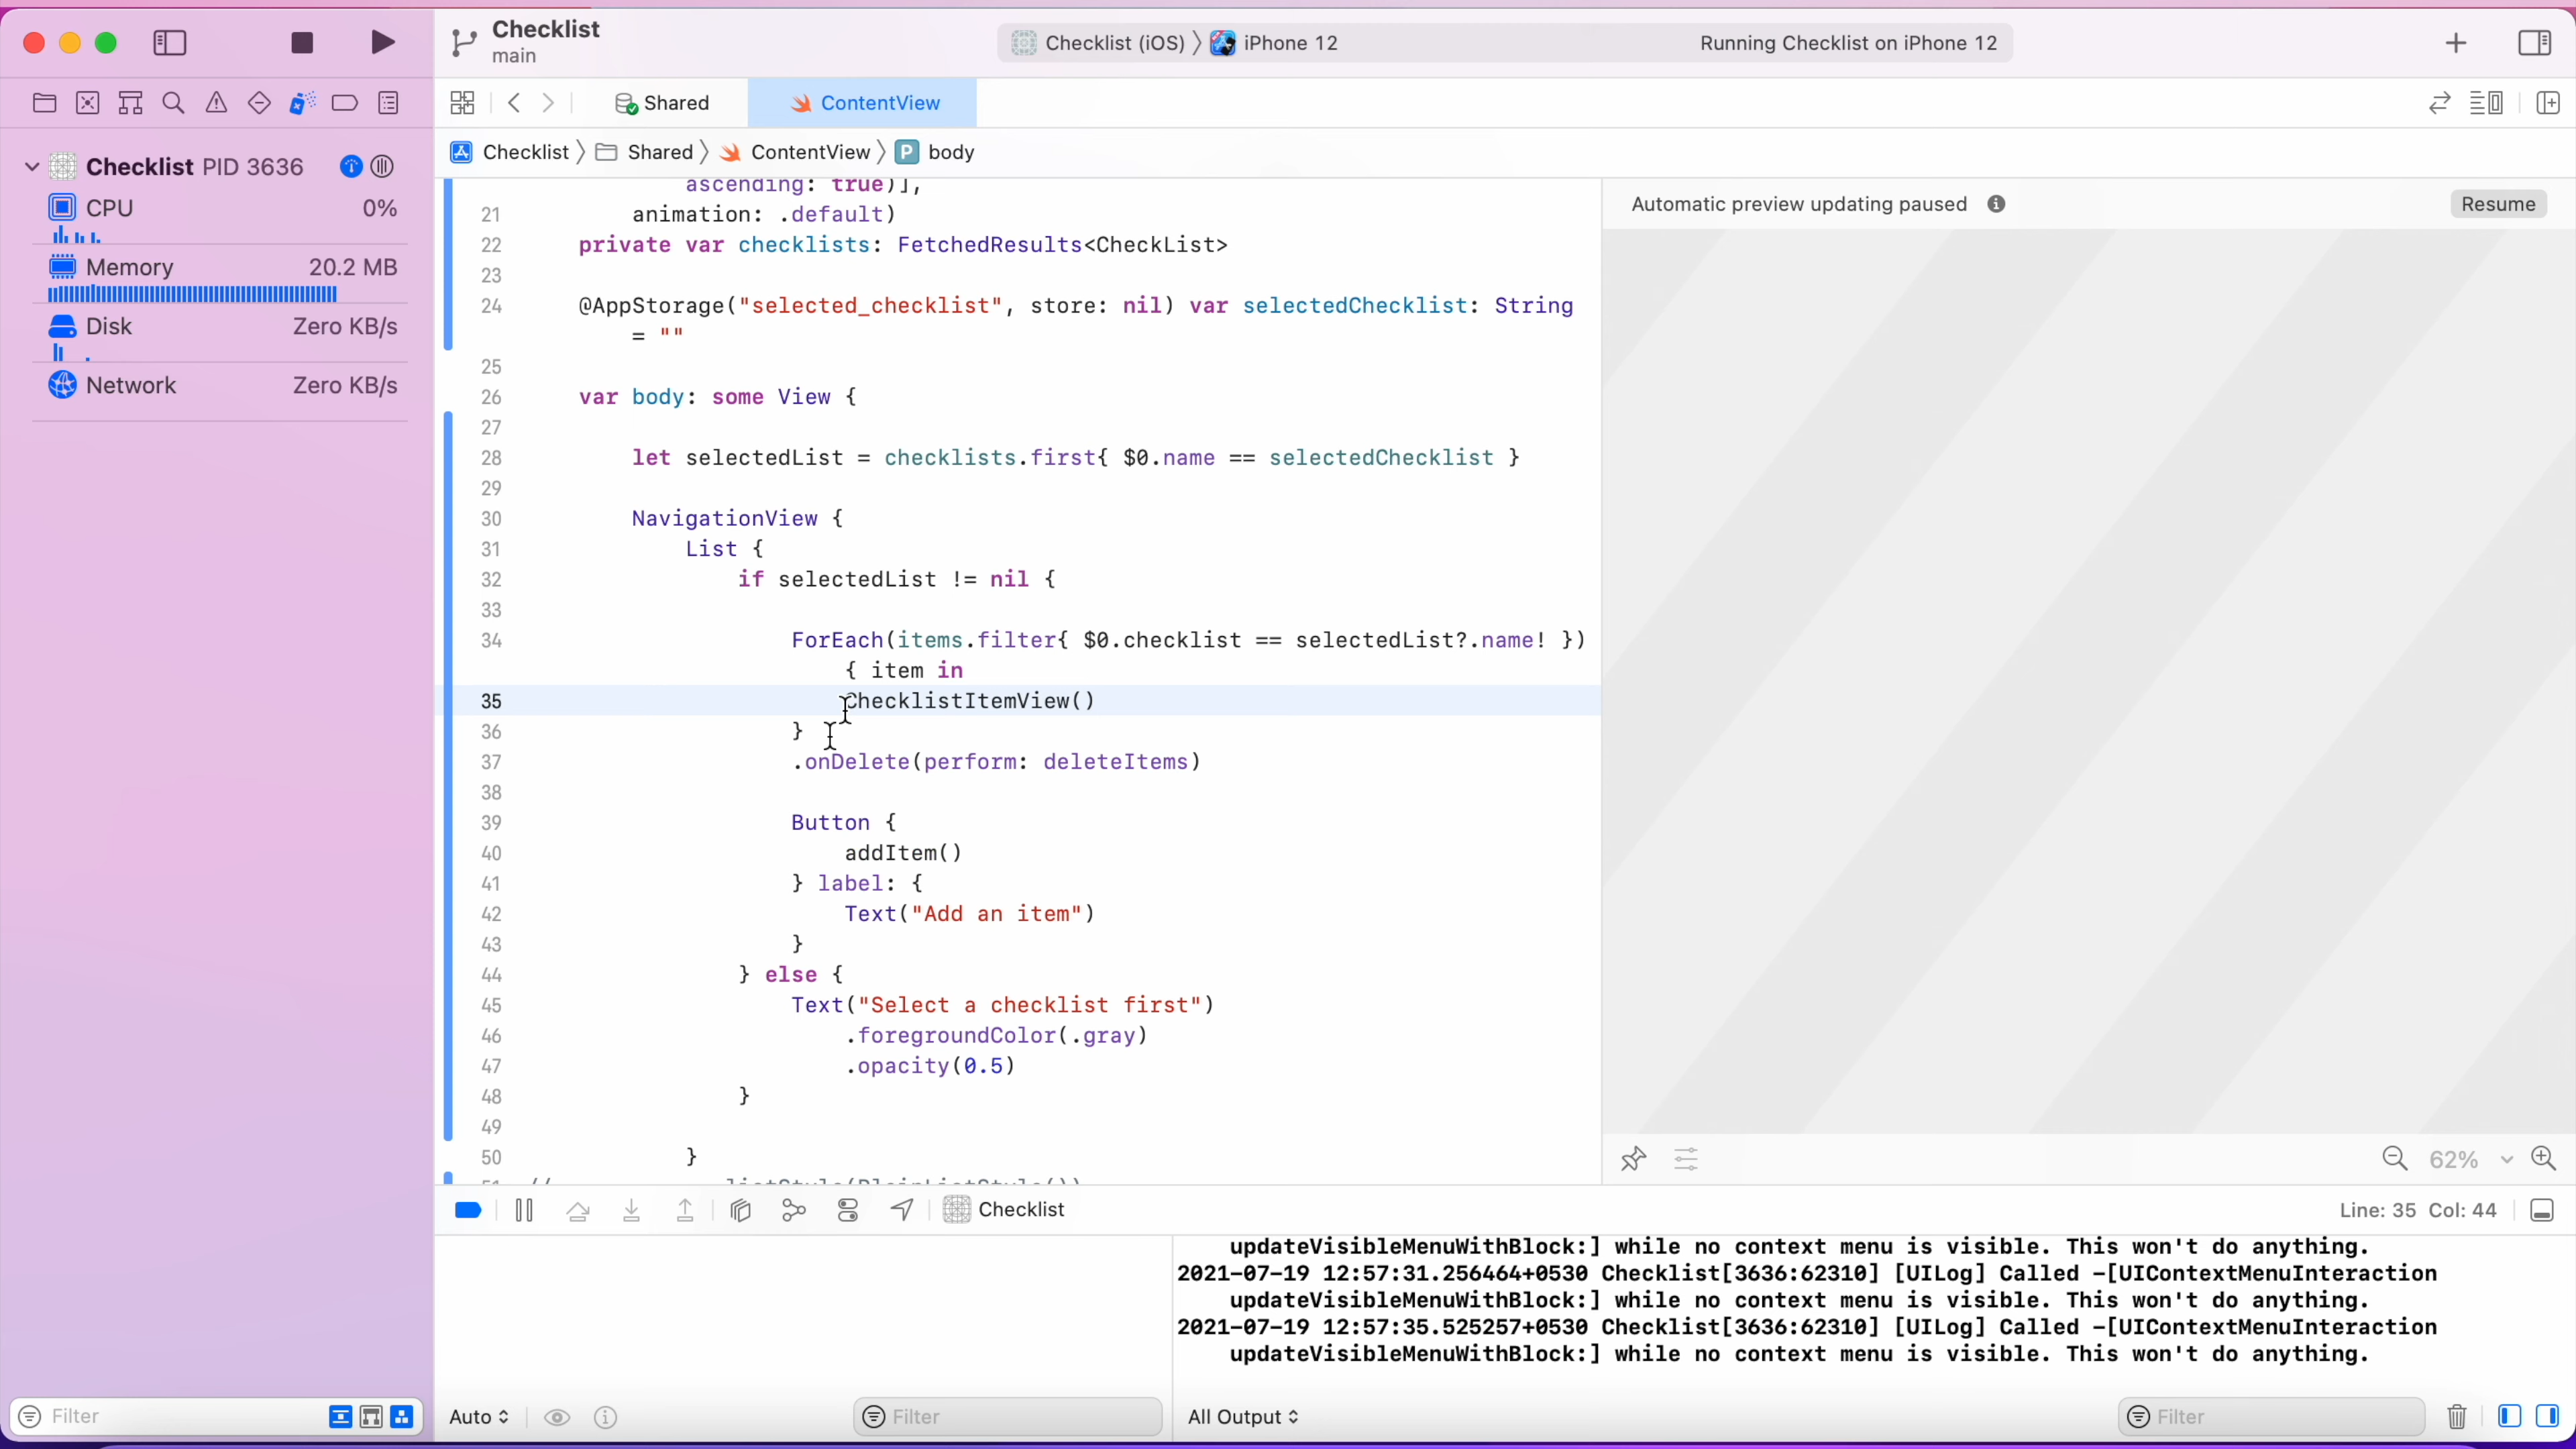 Checklist
main
Checklist (iOS) 〉 iPhone 12
Running Checklist on iPhone 12
Shared
ContentView
Checklist 〉 Shared 〉 ContentView 〉 P body
Checklist PID 3636
CPU 0%
Memory 20.2 MB
Disk Zero KB/s
Network Zero KB/s
Filter
ascending: true)],
21 animation: .default)
22 private var checklists: FetchedResults<CheckList>
23
24 @AppStorage("selected_checklist", store: nil) var selectedChecklist: String
= ""
25
26 var body: some View {
27
28 let selectedList = checklists.first{ $0.name == selectedChecklist }
29
30 NavigationView {
31 List {
32 if selectedList != nil {
33
34 ForEach(items.filter{ $0.checklist == selectedList?.name! })
{ item in
35 ChecklistItemView()
36 }
37 .onDelete(perform: deleteItems)
38
39 Button {
40 addItem()
41 } label: {
42 Text("Add an item")
43 }
44 } else {
45 Text("Select a checklist first")
46 .foregroundColor(.gray)
47 .opacity(0.5)
48 }
49
50 }
51 // .listStyle(PlainListStyle())
Automatic preview updating paused
Resume
62%
Checklist
Line: 35 Col: 44
updateVisibleMenuWithBlock:] while no context menu is visible. This won't do anything.
2021-07-19 12:57:31.256464+0530 Checklist[3636:62310] [UILog] Called -[UIContextMenuInteraction
updateVisibleMenuWithBlock:] while no context menu is visible. This won't do anything.
2021-07-19 12:57:35.525257+0530 Checklist[3636:62310] [UILog] Called -[UIContextMenuInteraction
updateVisibleMenuWithBlock:] while no context menu is visible. This won't do anything.
Auto
Filter
All Output
Filter